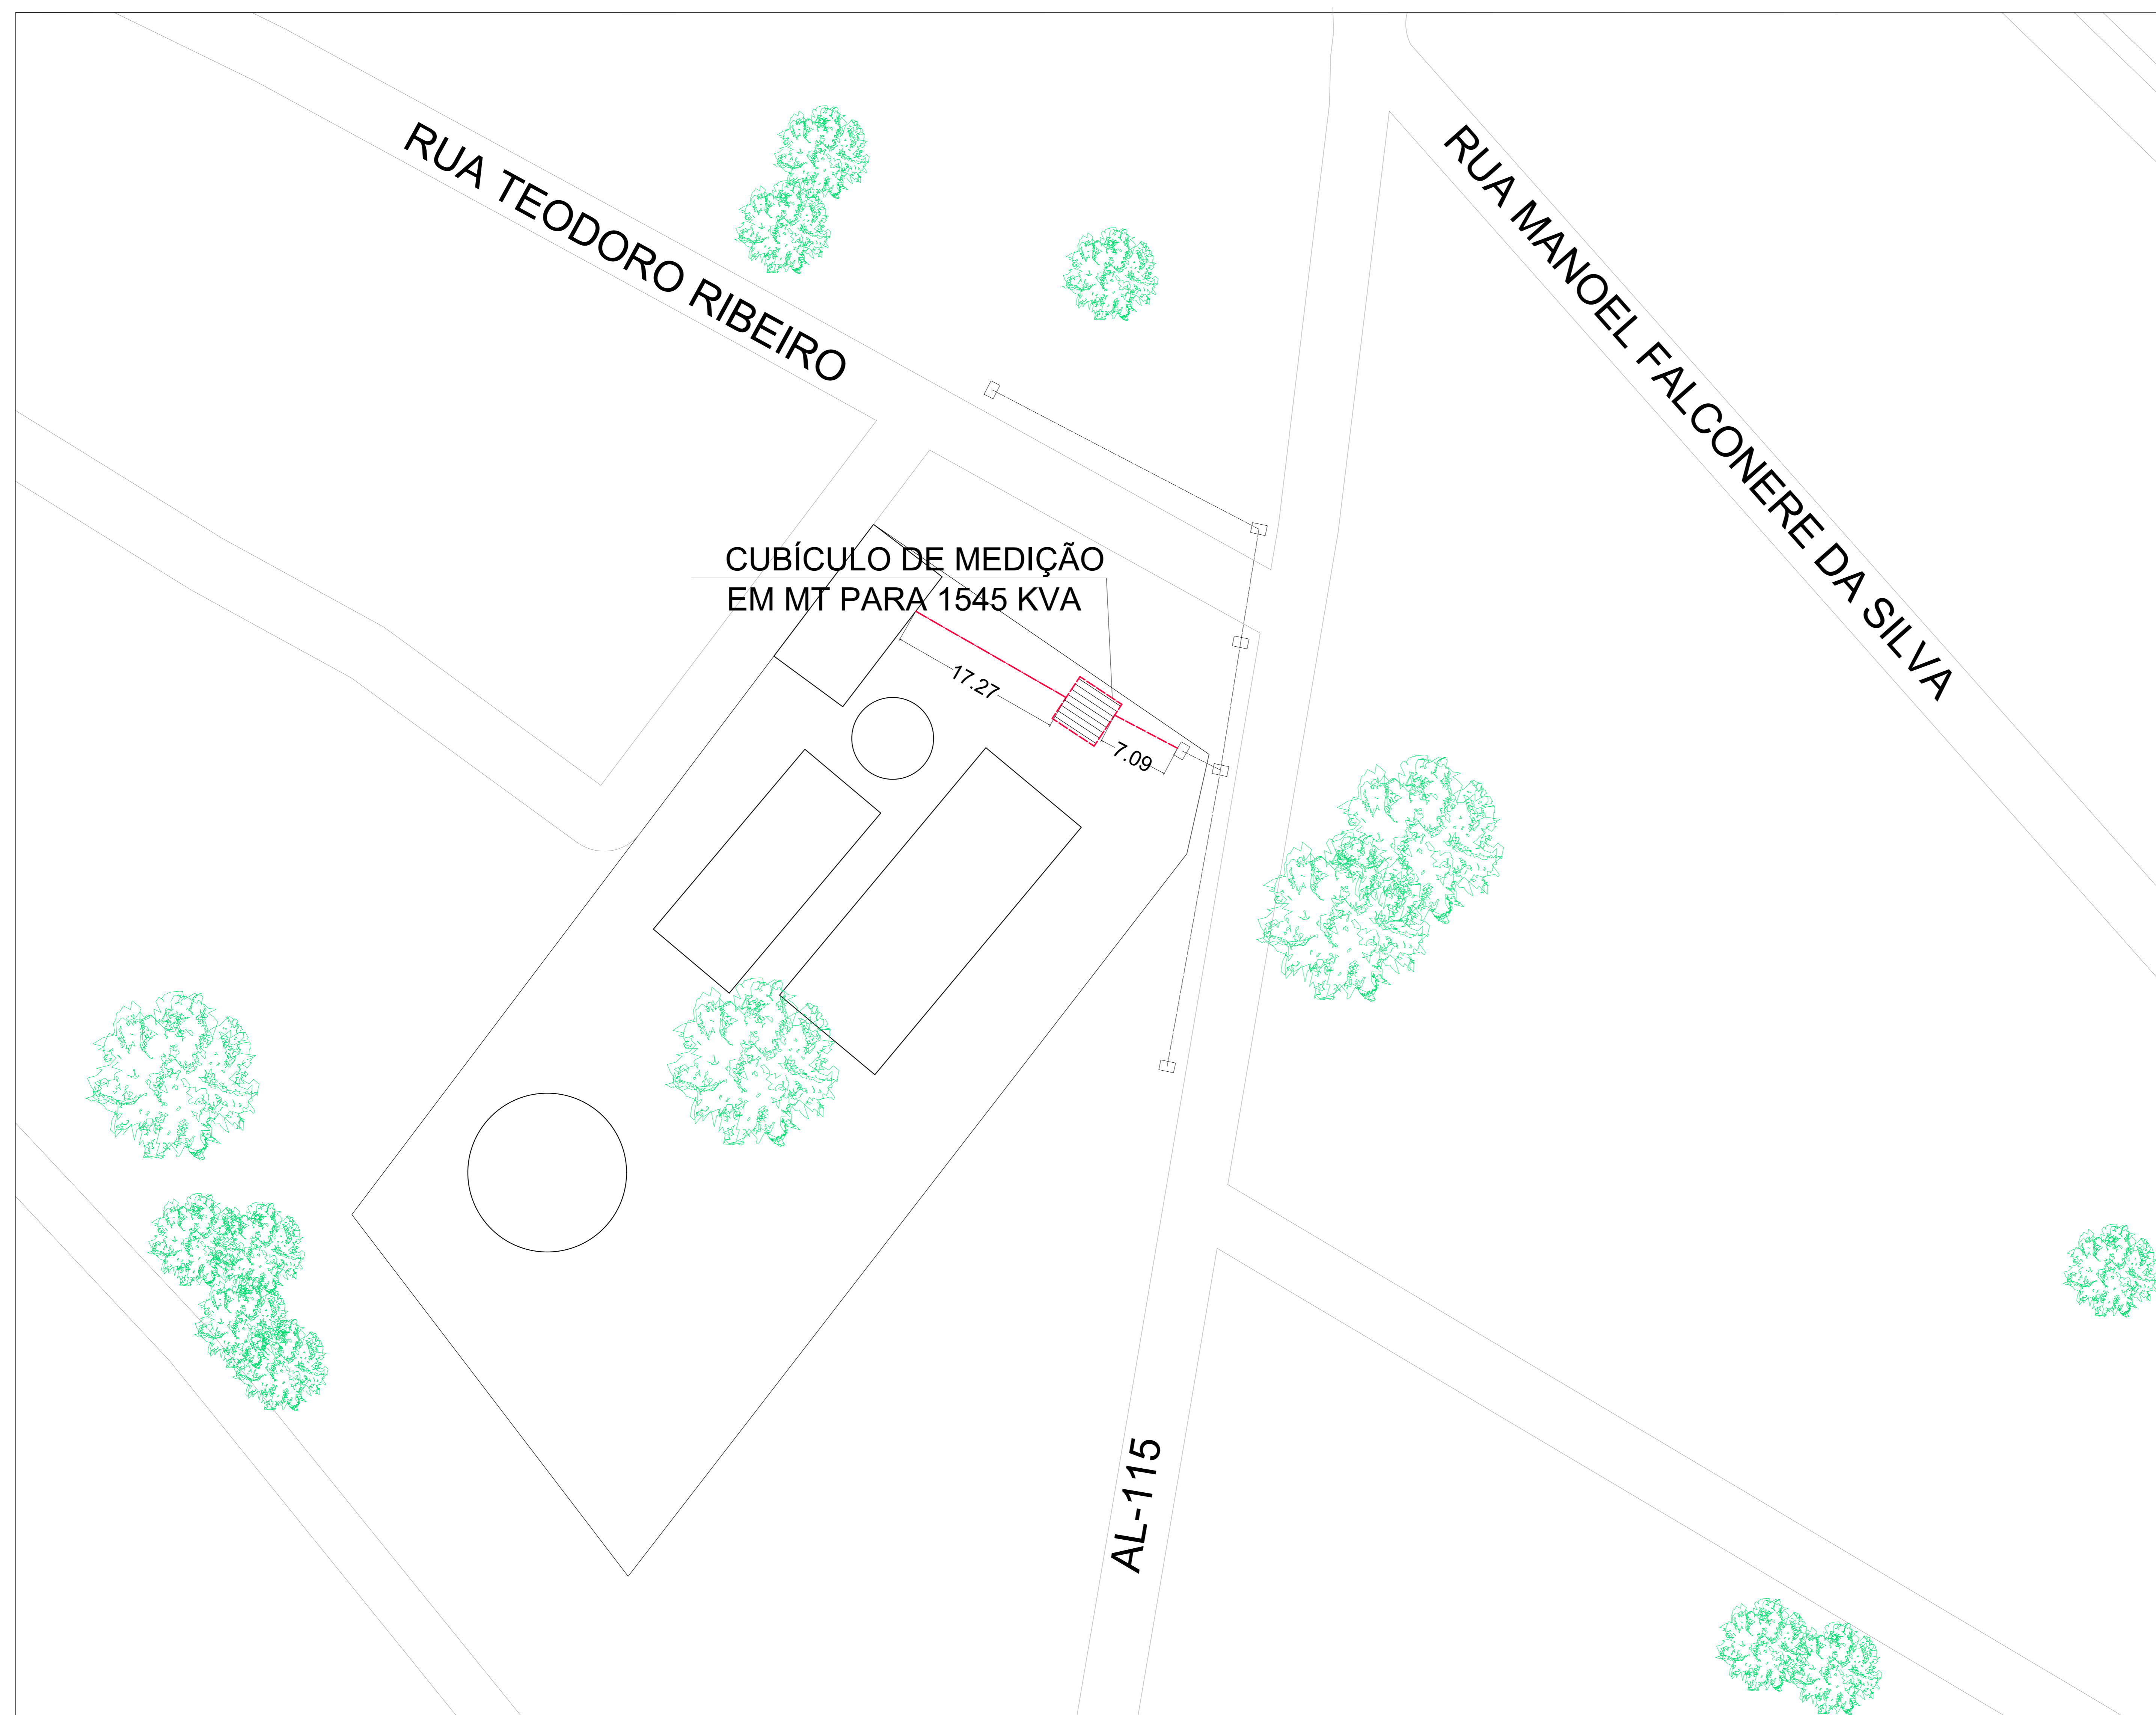 RUA TEODORO RIBEIRO
RUA MANOEL FALCONERE DA SILVA
CUBÍCULO DE MEDIÇÃO
EM MT PARA 1545 KVA
17.27
7.09
AL-115